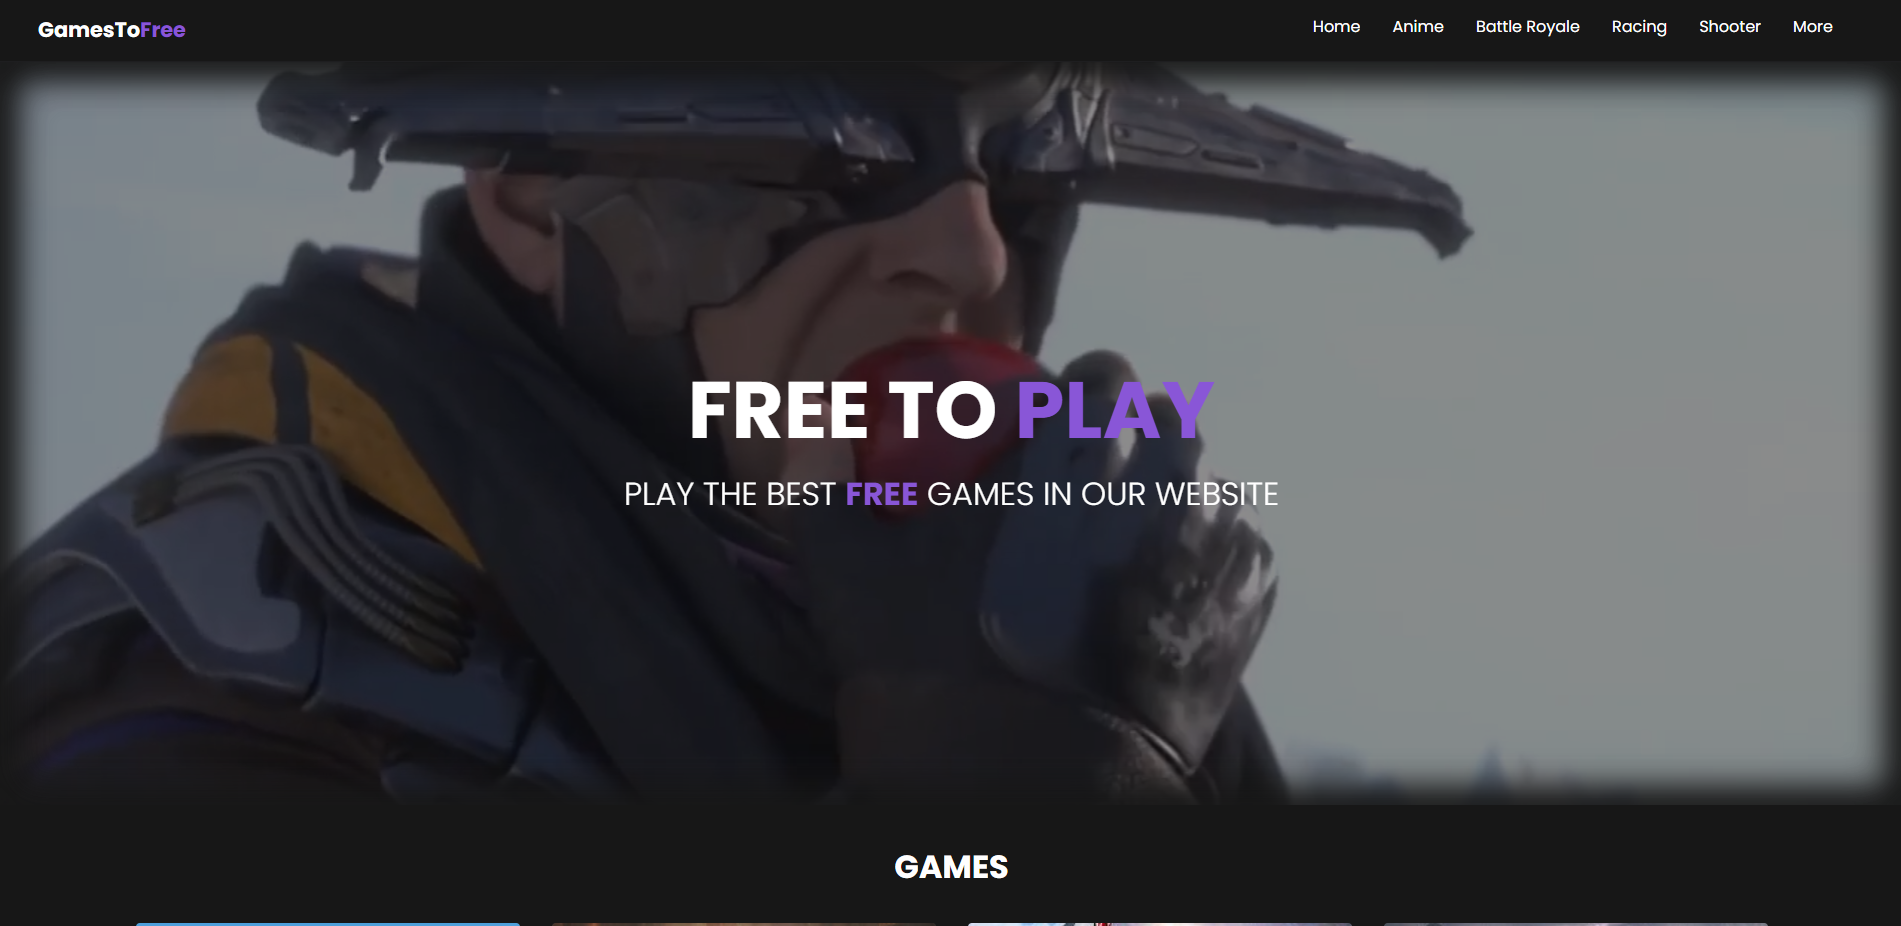 GamesToFree
Home Anime Battle Royale Racing Shooter More
FREE TO PLAY
PLAY THE BEST FREE GAMES IN OUR WEBSITE
GAMES